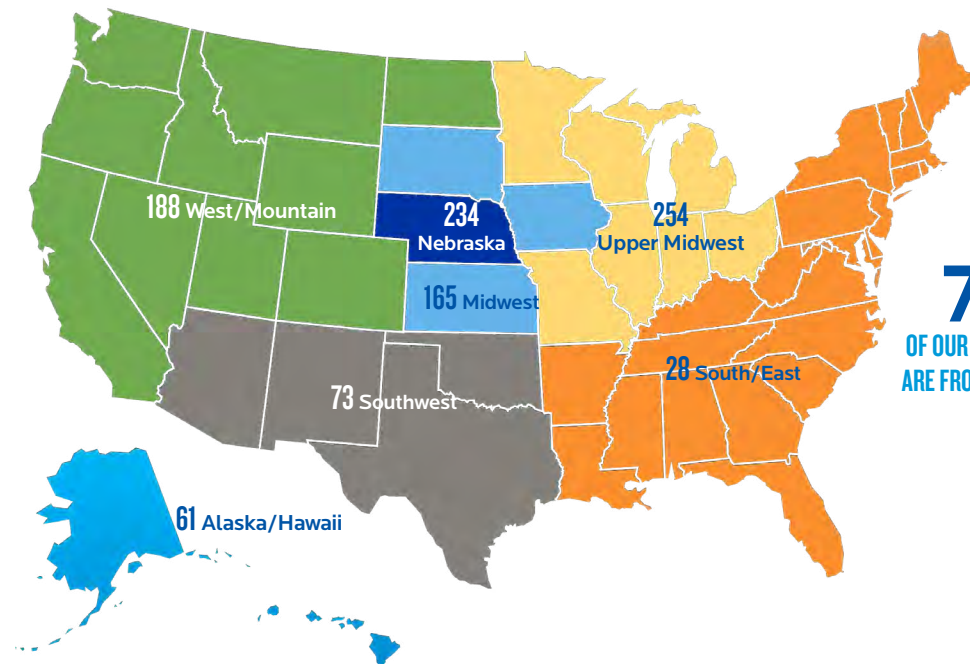 188 West/Mountain
234
Nebraska
254
Upper Midwest
165 Midwest
7
OF OUR
ARE FRO
28 South/East
73 Southwest
61 Alaska/Hawaii